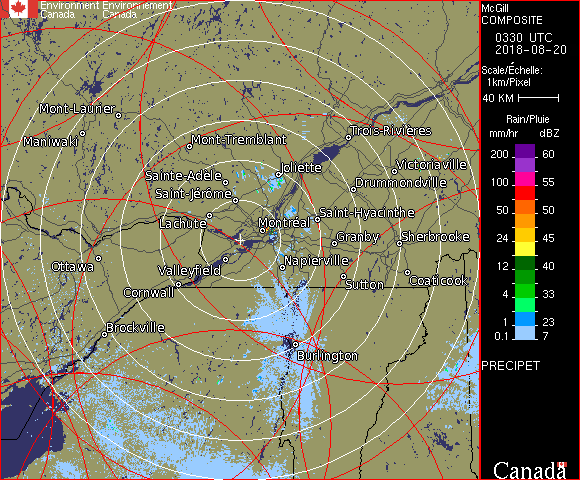 Environment Environnement
Canada Canada
McGill
COMPOSITE
0330 UTC
2018-08-20
Scale/Échelle:
1km/Pixel
40 KM
Rain/Pluie
mm/hr dBZ
200 60
100 55
50 50
24 45
12 40
4 33
1 23
0.1 7
PRECIPET
Canada
Mont-Laurier
Maniwaki
Mont-Tremblant
Trois-Rivières
Sainte-Adèle
Joliette
Victoriaville
Saint-Jérôme
Drummondville
Lachute
Montréal
Saint-Hyacinthe
Granby
Sherbrooke
Ottawa
Valleyfield
Napierville
Cornwall
Sutton
Coaticook
Brockville
Burlington